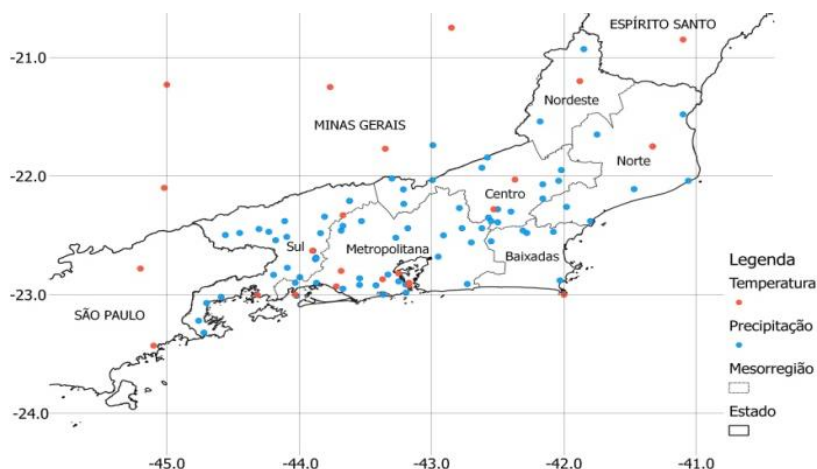 ESPÍRITO SANTO
-21.0
Nordeste
MINAS GERAIS
Norte
-22.0
Centro
Sul
Metropolitana
Baixadas
Legenda
Temperatura
-23.0
SÃO PAULO
Precipitação
Mesorregião
-24.0
Estado
-45.0 -44.0 -43.0 -42.0 -41.0